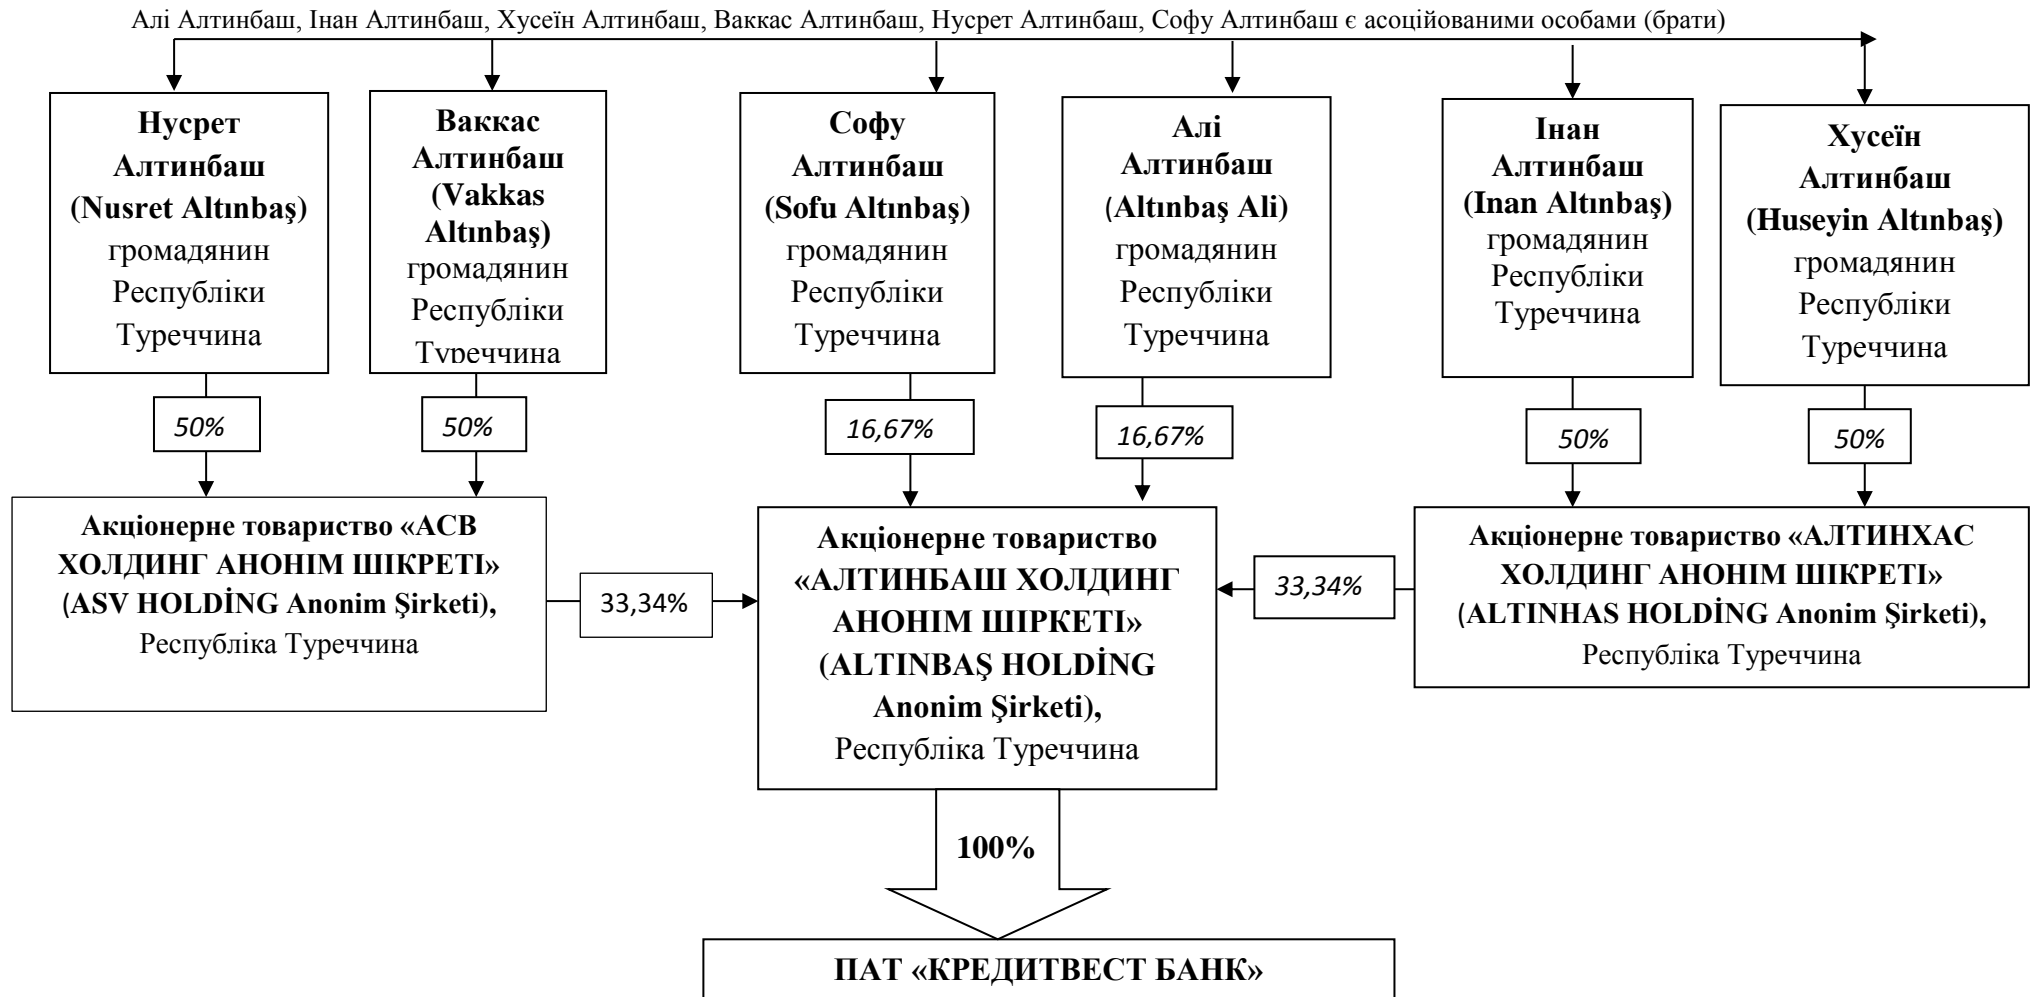 Алі Алтинбаш, Інан Алтинбаш, Хусеїн Алтинбаш, Ваккас Алтинбаш, Нусрет Алтинбаш, Софу Алтинбаш є асоційованими особами (брати)
Нусрет
Алтинбаш
(Nusret Altınbaş)
громадянин
Республіки
Туреччина
Ваккас
Алтинбаш
(Vakkas
Altınbaş)
громадянин
Республіки
Туреччина
Софу
Алтинбаш
(Sofu Altınbaş)
громадянин
Республіки
Туреччина
Алі
Алтинбаш
(Altınbaş Ali)
громадянин
Республіки
Туреччина
Інан
Алтинбаш
(Inan Altınbaş)
громадянин
Республіки
Туреччина
Хусеїн
Алтинбаш
(Huseyin Altınbaş)
громадянин
Республіки
Туреччина
50%
50%
16,67%
16,67%
50%
50%
Акціонерне товариство «АСВ
ХОЛДИНГ АНОНІМ ШІКРЕТІ»
(ASV HOLDİNG Anonim Şirketi),
Республіка Туреччина
33,34%
Акціонерне товариство
«АЛТИНБАШ ХОЛДИНГ
АНОНІМ ШІРКЕТІ»
(ALTINBAŞ HOLDİNG
Anonim Şirketi),
Республіка Туреччина
33,34%
Акціонерне товариство «АЛТИНХАС
ХОЛДИНГ АНОНІМ ШІКРЕТІ»
(ALTINHAS HOLDİNG Anonim Şirketi),
Республіка Туреччина
100%
ПАТ «КРЕДИТВЕСТ БАНК»